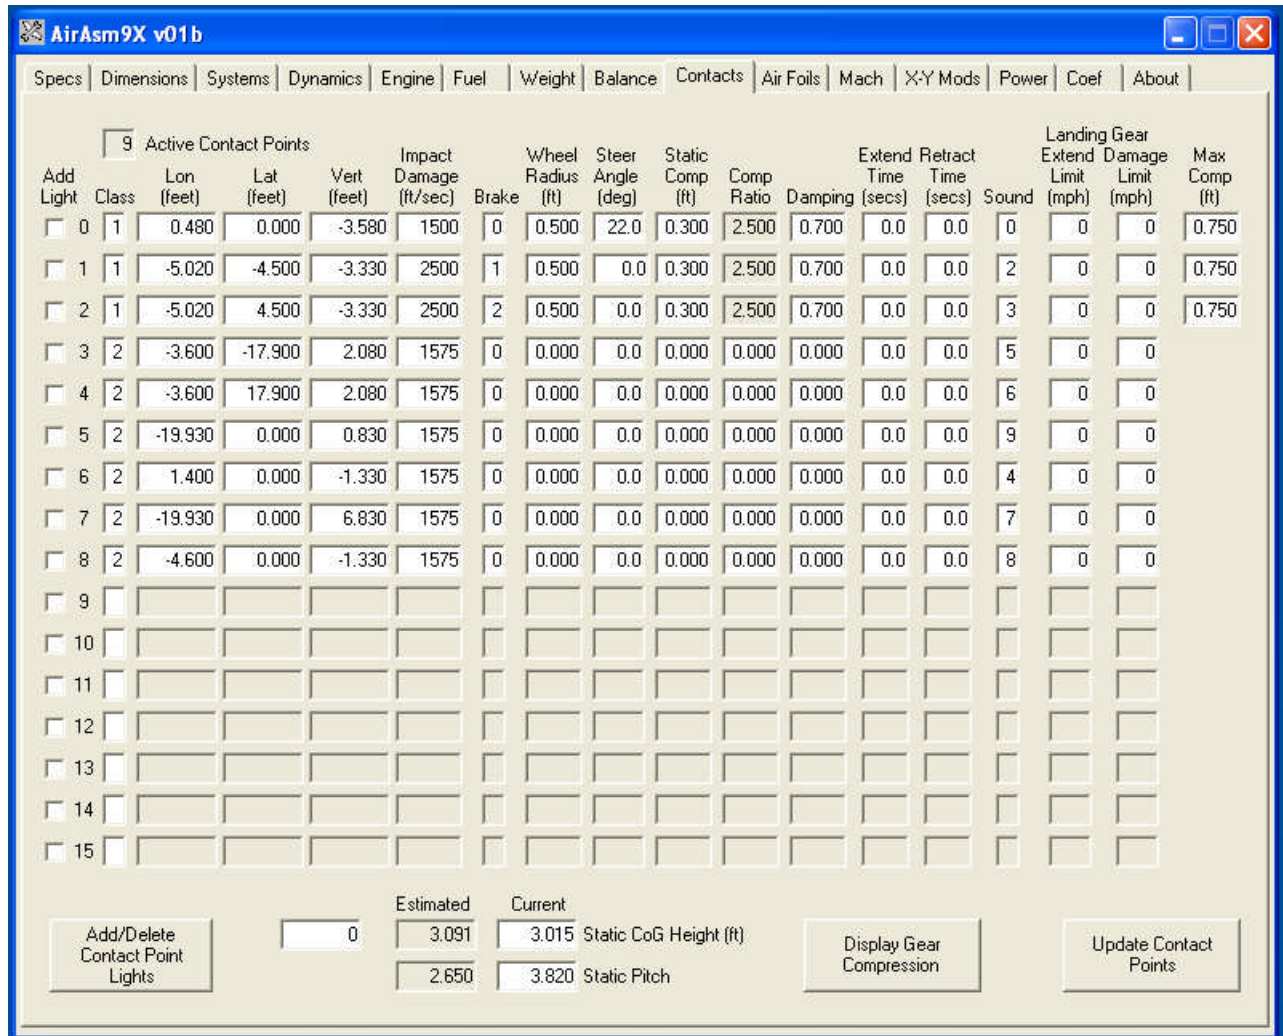 AirAsm9X v01b
Specs Dimensions Systems Dynamics Engine Fuel Weight Balance Contacts Air Foils Mach X-Y Mods Power Coef About
9 Active Contact Points Landing Gear
Impact Wheel Steer Static Extend Retract Extend Damage Max
Add Lon Lat Vert Damage Radius Angle Comp Comp Time Time Limit Limit Comp
Light Class (feet) (feet) (feet) (ft/sec) Brake (ft) (deg) (ft) Ratio Damping (secs) (secs) Sound (mph) (mph) (ft)
0 1 0.480 0.000 -3.580 1500 0 0.500 22.0 0.300 2.500 0.700 0.0 0.0 0 0 0 0.750
1 1 -5.020 -4.500 -3.330 2500 1 0.500 0.0 0.300 2.500 0.700 0.0 0.0 2 0 0 0.750
2 1 -5.020 4.500 -3.330 2500 2 0.500 0.0 0.300 2.500 0.700 0.0 0.0 3 0 0 0.750
3 2 -3.600 -17.900 2.080 1575 0 0.000 0.0 0.000 0.000 0.000 0.0 0.0 5 0 0
4 2 -3.600 17.900 2.080 1575 0 0.000 0.0 0.000 0.000 0.000 0.0 0.0 6 0 0
5 2 -19.930 0.000 0.830 1575 0 0.000 0.0 0.000 0.000 0.000 0.0 0.0 9 0 0
6 2 1.400 0.000 -1.330 1575 0 0.000 0.0 0.000 0.000 0.000 0.0 0.0 4 0 0
7 2 -19.930 0.000 6.830 1575 0 0.000 0.0 0.000 0.000 0.000 0.0 0.0 7 0 0
8 2 -4.600 0.000 -1.330 1575 0 0.000 0.0 0.000 0.000 0.000 0.0 0.0 8 0 0
9
10
11
12
13
14
15
Estimated Current
Add/Delete 0 3.091 3.015 Static CoG Height (ft) Display Gear Update Contact
Contact Point Compression Points
Lights 2.650 3.820 Static Pitch